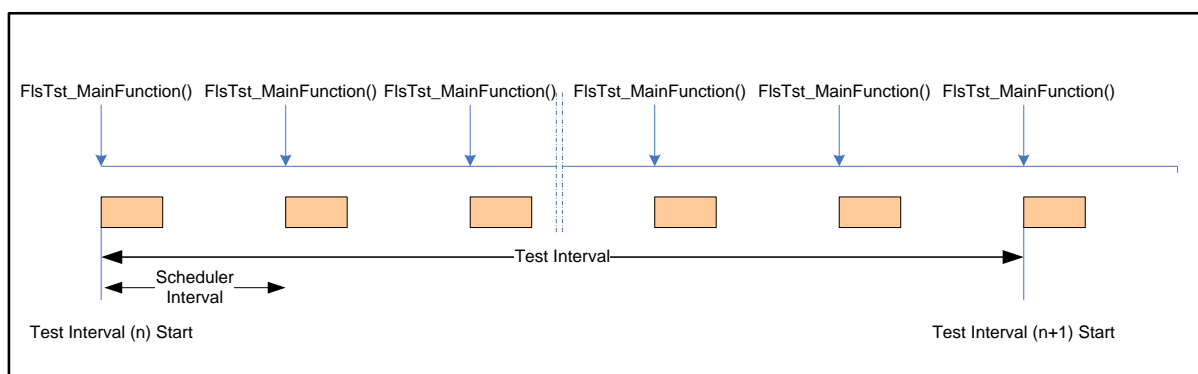 FlsTst_MainFunction()
FlsTst_MainFunction()
FlsTst_MainFunction()
FlsTst_MainFunction()
FlsTst_MainFunction()
FlsTst_MainFunction()
Test Interval
Scheduler
Interval
Test Interval (n) Start
Test Interval (n+1) Start